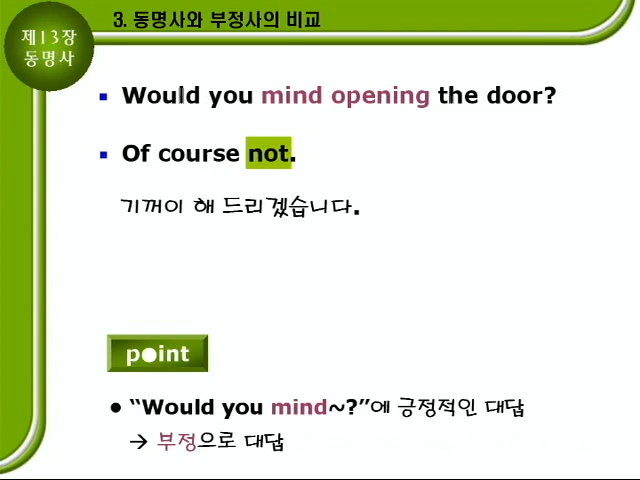 3. 동명사와 부정사의 비교
제13장
동명사
▪ Would you mind opening the door?
▪ Of course not.
기꺼이 해 드리겠습니다.
point
● “Would you mind~?”에 긍정적인 대답
→ 부정으로 대답